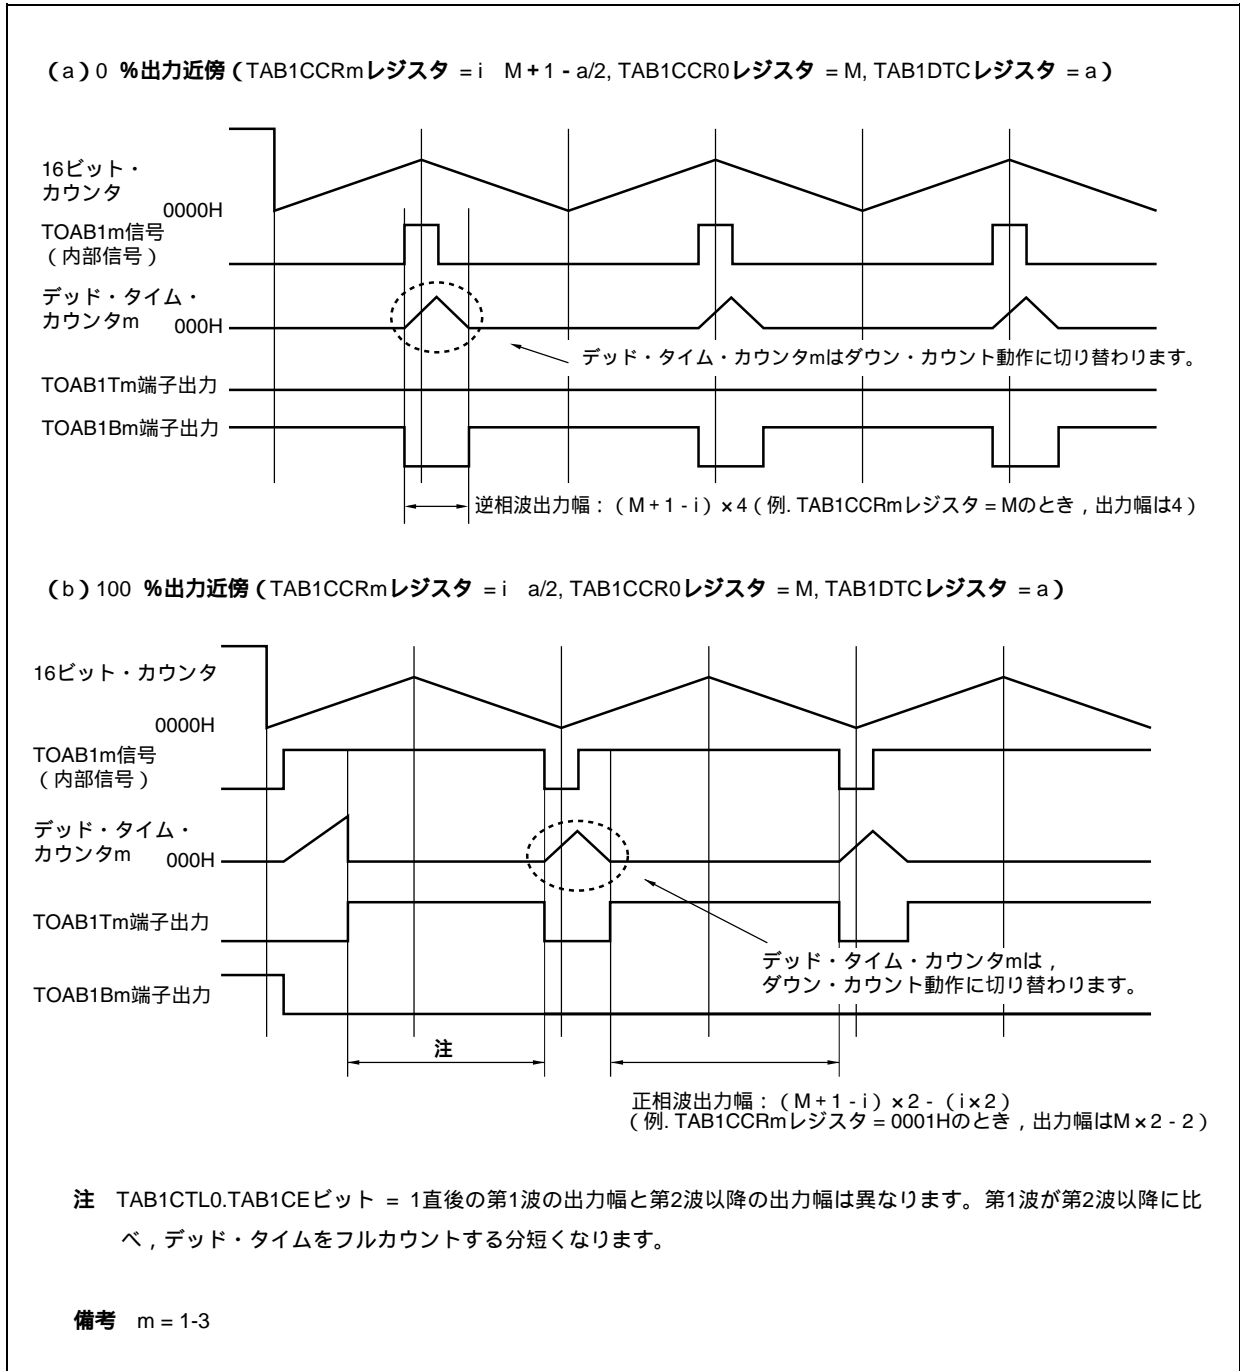 （a）0 %出力近傍（TAB1CCRmレジスタ = i　M + 1 - a/2, TAB1CCR0レジスタ = M, TAB1DTCレジスタ = a）
16ビット・
カウンタ
0000H
TOAB1m信号
（内部信号）
デッド・タイム・
カウンタm　000H
デッド・タイム・カウンタmはダウン・カウント動作に切り替わります。
TOAB1Tm端子出力
TOAB1Bm端子出力
逆相波出力幅：（M + 1 - i）× 4（例. TAB1CCRmレジスタ = Mのとき，出力幅は4）
（b）100 %出力近傍（TAB1CCRmレジスタ = i　a/2, TAB1CCR0レジスタ = M, TAB1DTCレジスタ = a）
16ビット・カウンタ
0000H
TOAB1m信号
（内部信号）
デッド・タイム・
カウンタm　000H
TOAB1Tm端子出力
デッド・タイム・カウンタmは，
ダウン・カウント動作に切り替わります。
TOAB1Bm端子出力
注
正相波出力幅：（M + 1 - i）× 2 -（i × 2）
（例. TAB1CCRmレジスタ = 0001Hのとき，出力幅はM × 2 - 2）
注　TAB1CTL0.TAB1CEビット = 1直後の第1波の出力幅と第2波以降の出力幅は異なります。第1波が第2波以降に比
べ，デッド・タイムをフルカウントする分短くなります。
備考　m = 1-3